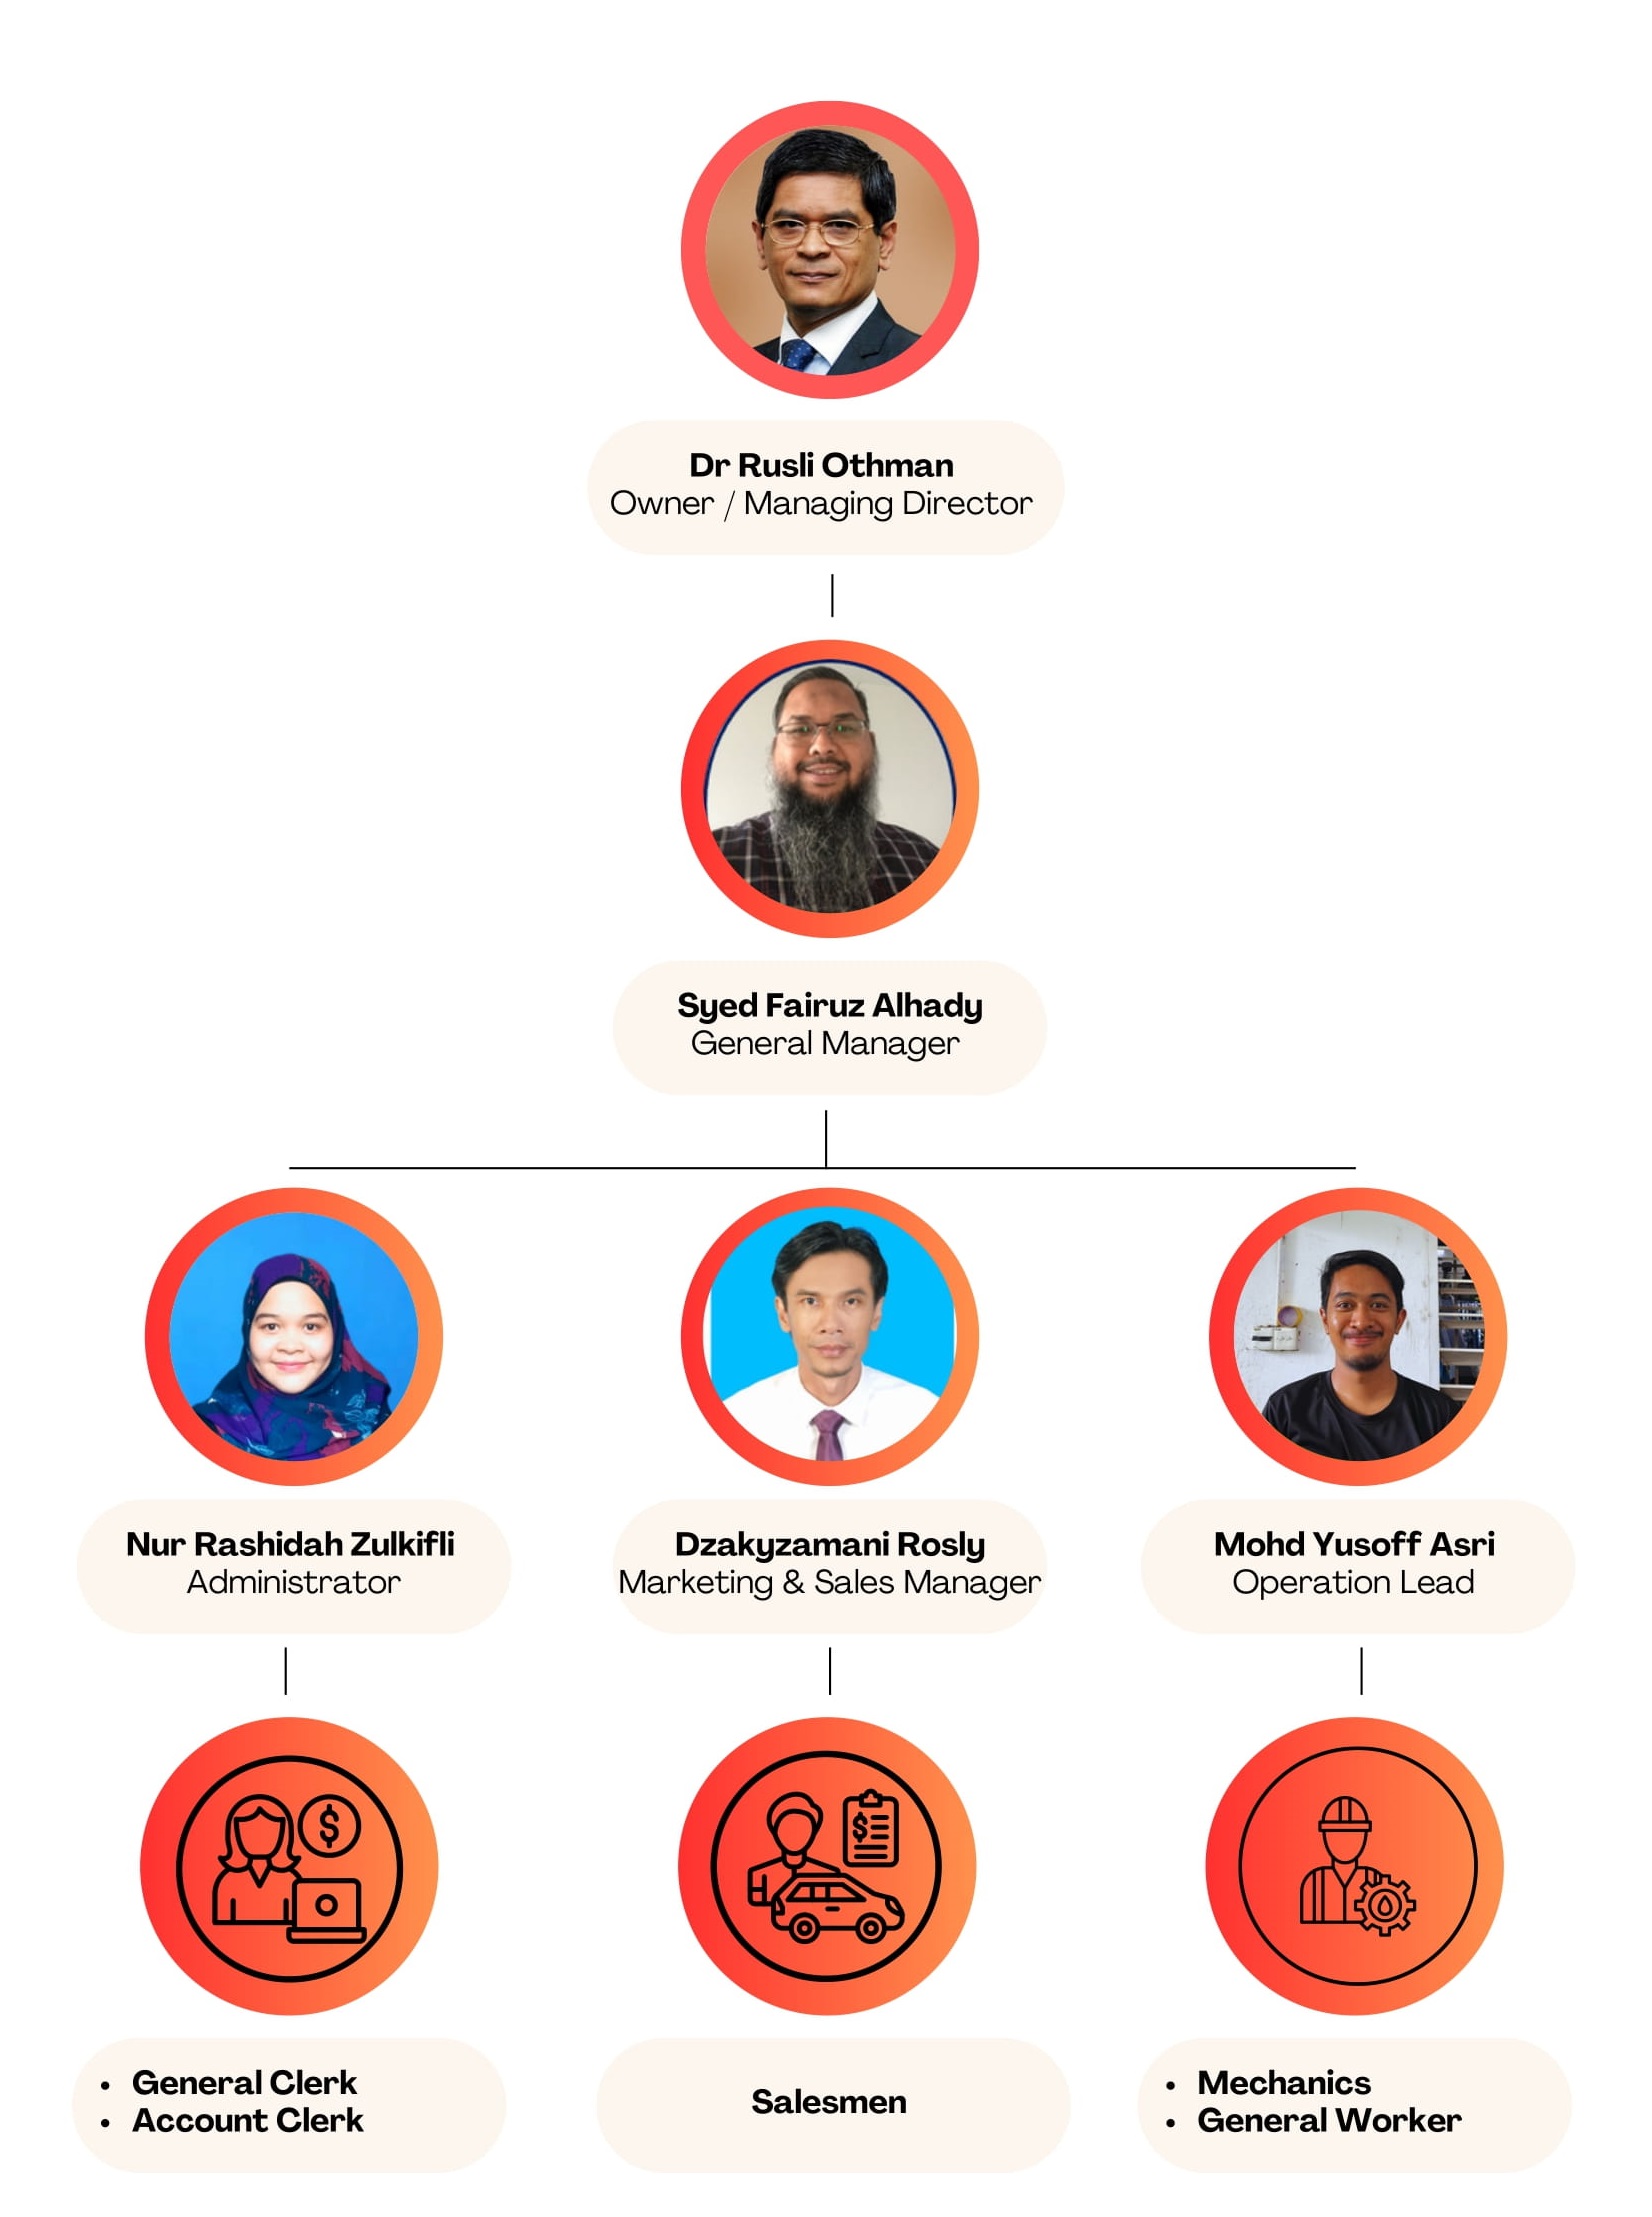 Dr Rusli Othman
Owner / Managing Director
Syed Fairuz Alhady
General Manager
Nur Rashidah Zulkifli
Administrator
Dzakyzamani Rosly
Marketing & Sales Manager
Mohd Yusoff Asri
Operation Lead
• General Clerk
• Account Clerk
Salesmen
• Mechanics
• General Worker